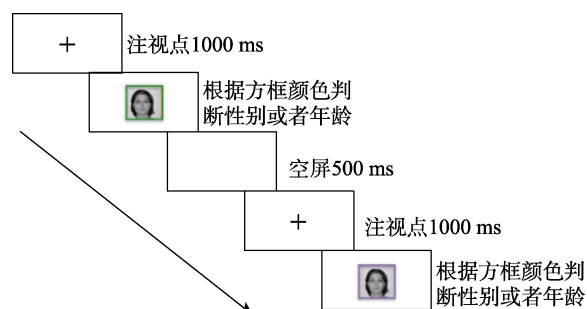 注视点1000 ms
根据方框颜色判
断性别或者年龄
空屏500 ms
注视点1000 ms
根据方框颜色判
断性别或者年龄